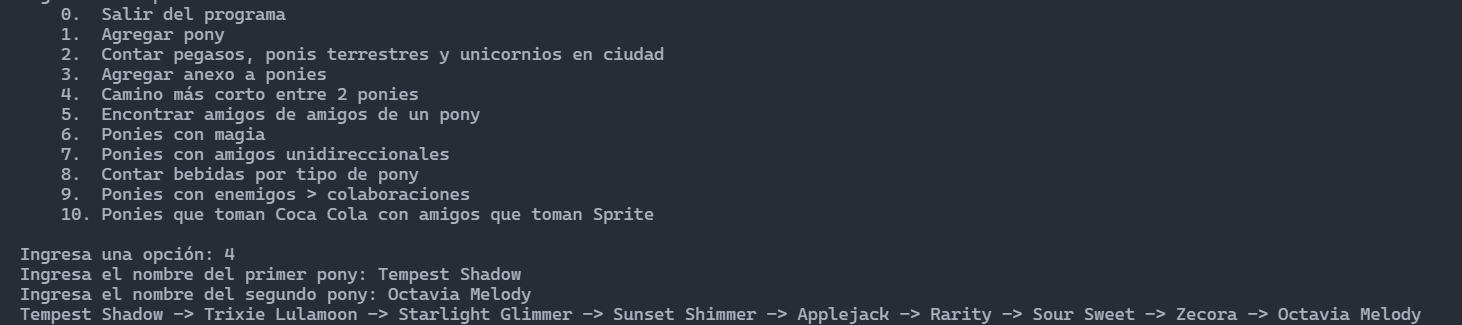 0. Salir del programa
1. Agregar pony
2. Contar pegasos, ponis terrestres y unicornios en ciudad
3. Agregar anexo a ponies
4. Camino más corto entre 2 ponies
5. Encontrar amigos de amigos de un pony
6. Ponies con magia
7. Ponies con amigos unidireccionales
8. Contar bebidas por tipo de pony
9. Ponies con enemigos > colaboraciones
10. Ponies que toman Coca Cola con amigos que toman Sprite
Ingresa una opción: 4
Ingresa el nombre del primer pony: Tempest Shadow
Ingresa el nombre del segundo pony: Octavia Melody
Tempest Shadow -> Trixie Lulamoon -> Starlight Glimmer -> Sunset Shimmer -> Applejack -> Rarity -> Sour Sweet -> Zecora -> Octavia Melody